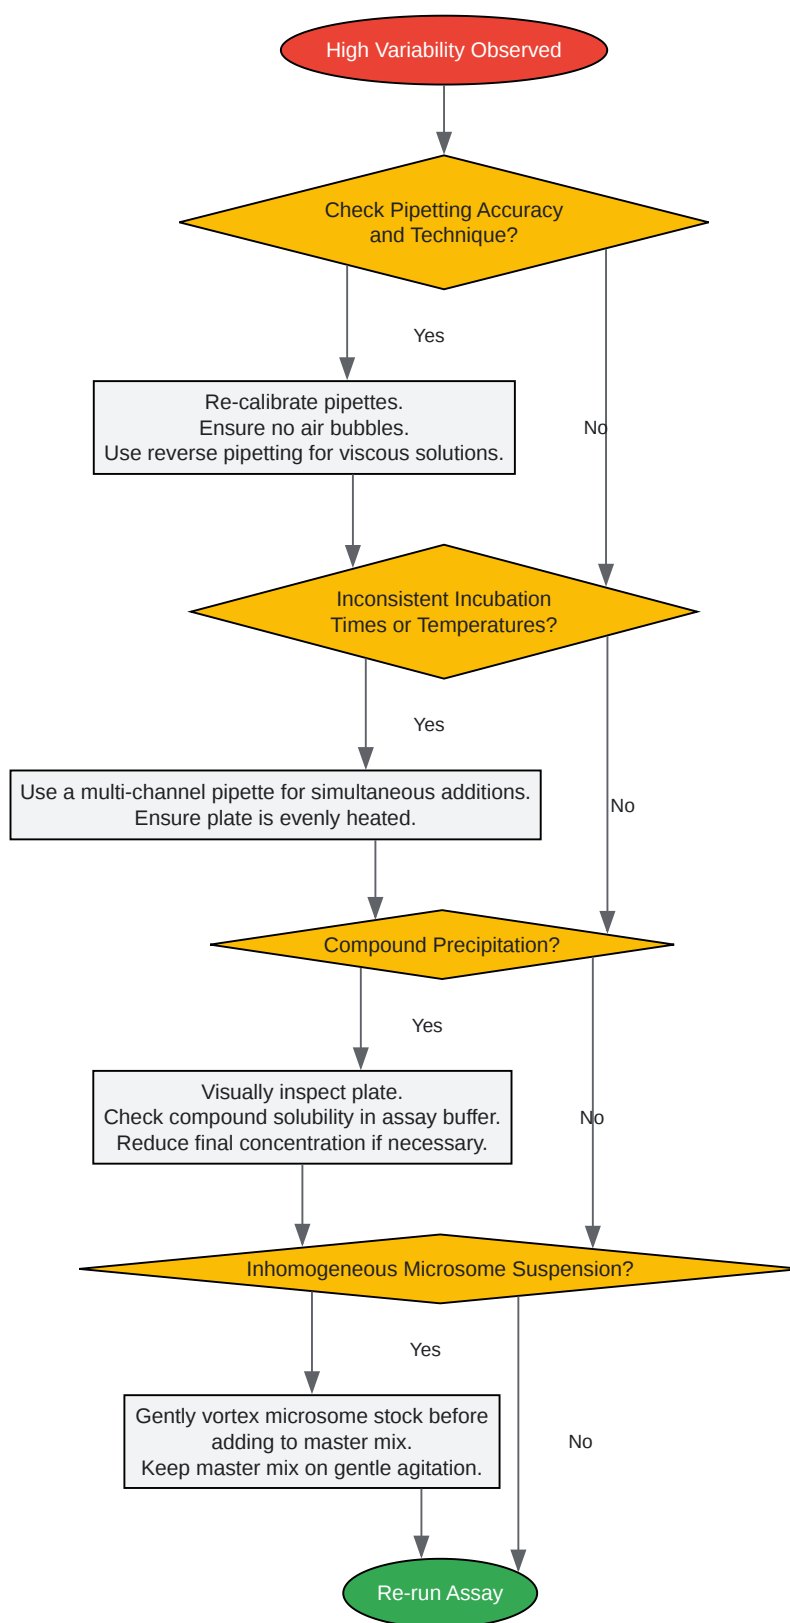 High Variability Observed
Check Pipetting Accuracy
and Technique?
Yes
Re-calibrate pipettes.
Ensure no air bubbles.
Use reverse pipetting for viscous solutions.
No
Inconsistent Incubation
Times or Temperatures?
Yes
Use a multi-channel pipette for simultaneous additions.
Ensure plate is evenly heated.
No
Compound Precipitation?
Yes
Visually inspect plate.
Check compound solubility in assay buffer.
Reduce final concentration if necessary.
No
Inhomogeneous Microsome Suspension?
Yes
Gently vortex microsome stock before
adding to master mix.
Keep master mix on gentle agitation.
No
Re-run Assay